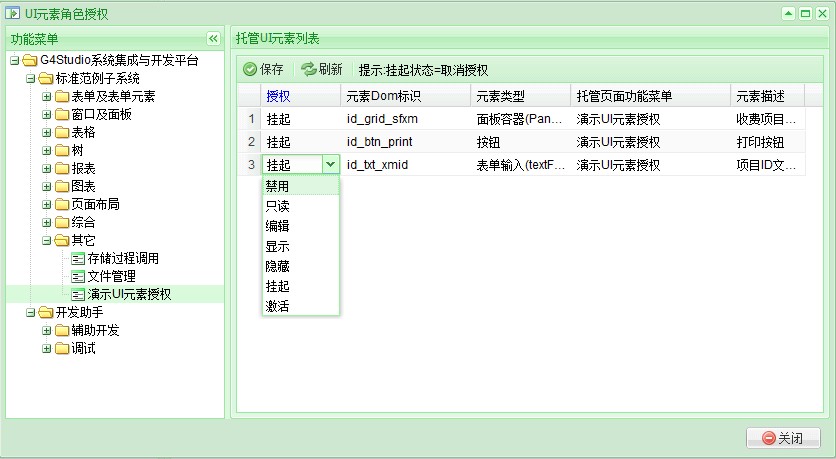 UI元素角色授权
功能菜单
G4Studio系统集成与开发平台
标准范例子系统
表单及表单元素
窗口及面板
表格
树
报表
图表
页面布局
综合
其它
存储过程调用
文件管理
演示UI元素授权
开发助手
辅助开发
调试
托管UI元素列表
保存 刷新 提示:挂起状态=取消授权
授权 元素Dom标识 元素类型 托管页面功能菜单 元素描述
1 挂起 id_grid_sfxm 面板容器(Pan... 演示UI元素授权 收费项目...
2 挂起 id_btn_print 按钮 演示UI元素授权 打印按钮
3 挂起 id_txt_xmid 表单输入(textF... 演示UI元素授权 项目ID文...
禁用
只读
编辑
显示
隐藏
挂起
激活
关闭